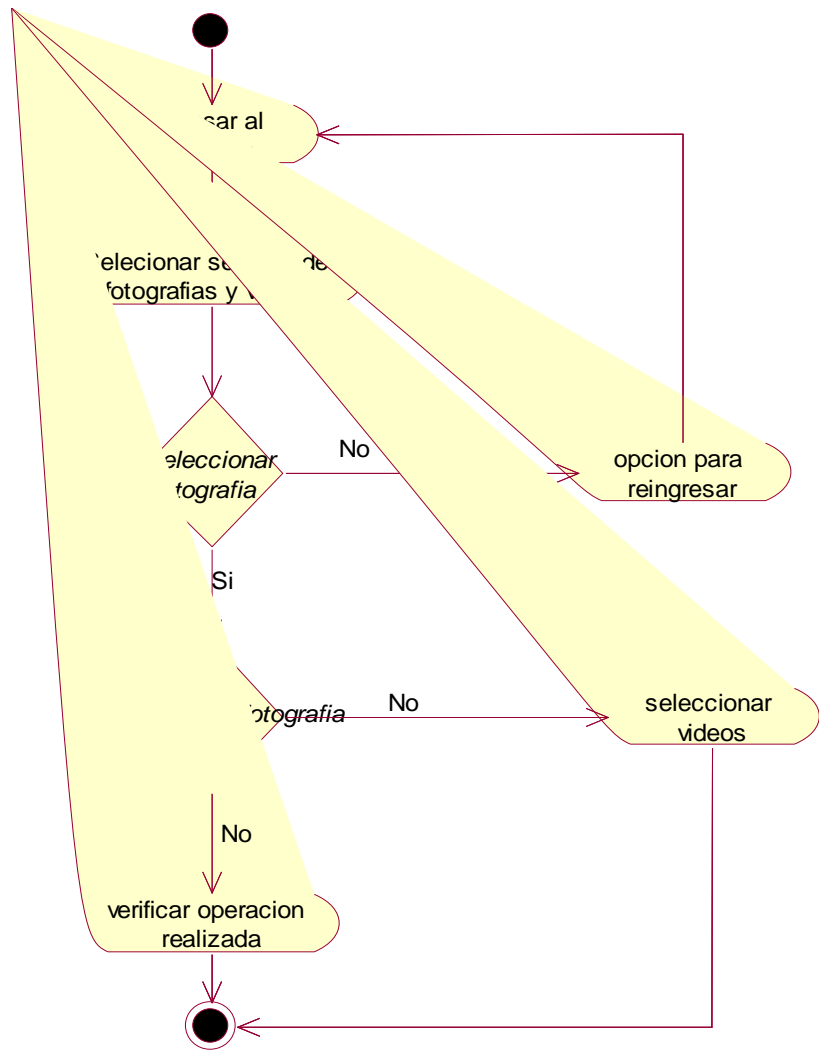 sar al
elecionar se de
fotografias y
eleccionar
tografia
No
opcion para
reingresar
Si
fotografia
No
seleccionar
videos
No
verificar operacion
realizada